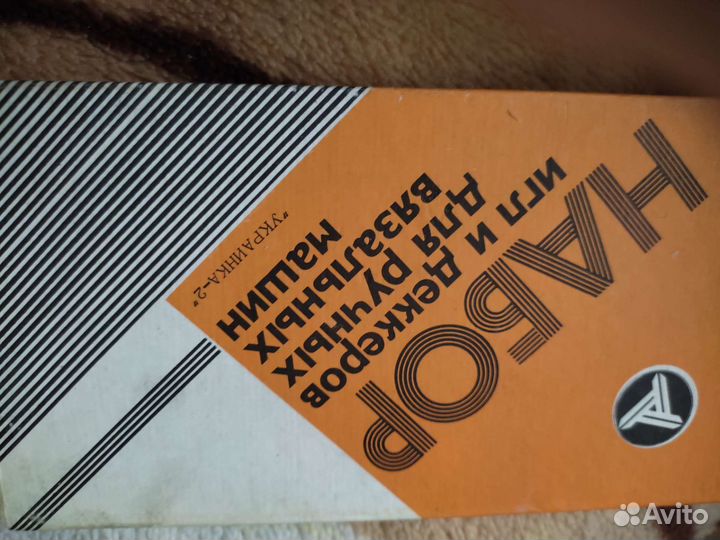 НАБОР
игл и деккеров
для ручных
вязальных
машин
"УКРАИНКА-2"
Avito